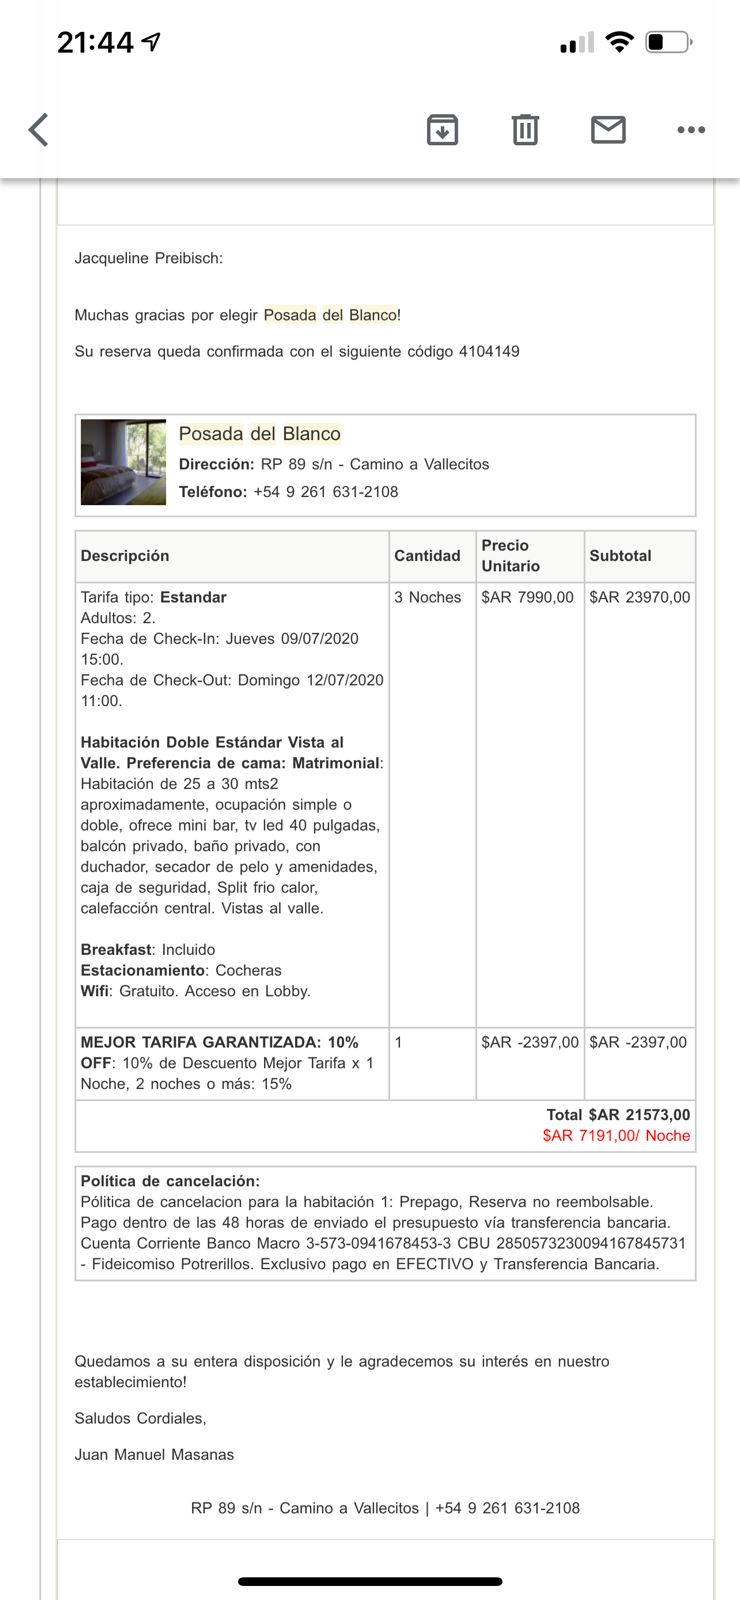 21:44
Jacqueline Preibisch:
Muchas gracias por elegir Posada del Blanco!
Su reserva queda confirmada con el siguiente código 4104149
Posada del Blanco
Dirección: RP 89 s/n - Camino a Vallecitos
Teléfono: +54 9 261 631-2108
Descripción Cantidad Precio Unitario Subtotal
Tarifa tipo: Estandar 3 Noches $AR 7990,00 $AR 23970,00
Adultos: 2.
Fecha de Check-In: Jueves 09/07/2020
15:00.
Fecha de Check-Out: Domingo 12/07/2020
11:00.
Habitación Doble Estándar Vista al
Valle. Preferencia de cama: Matrimonial:
Habitación de 25 a 30 mts2
aproximadamente, ocupación simple o
doble, ofrece mini bar, tv led 40 pulgadas,
balcón privado, baño privado, con
duchador, secador de pelo y amenidades,
caja de seguridad, Split frio calor,
calefacción central. Vistas al valle.
Breakfast: Incluido
Estacionamiento: Cocheras
Wifi: Gratuito. Acceso en Lobby.
MEJOR TARIFA GARANTIZADA: 10% 1 $AR -2397,00 $AR -2397,00
OFF: 10% de Descuento Mejor Tarifa x 1
Noche, 2 noches o más: 15%
Total $AR 21573,00
$AR 7191,00/ Noche
Política de cancelación:
Pólitica de cancelacion para la habitación 1: Prepago, Reserva no reembolsable.
Pago dentro de las 48 horas de enviado el presupuesto vía transferencia bancaria.
Cuenta Corriente Banco Macro 3-573-0941678453-3 CBU 2850573230094167845731
- Fideicomiso Potrerillos. Exclusivo pago en EFECTIVO y Transferencia Bancaria.
Quedamos a su entera disposición y le agradecemos su interés en nuestro
establecimiento!
Saludos Cordiales,
Juan Manuel Masanas
RP 89 s/n - Camino a Vallecitos | +54 9 261 631-2108